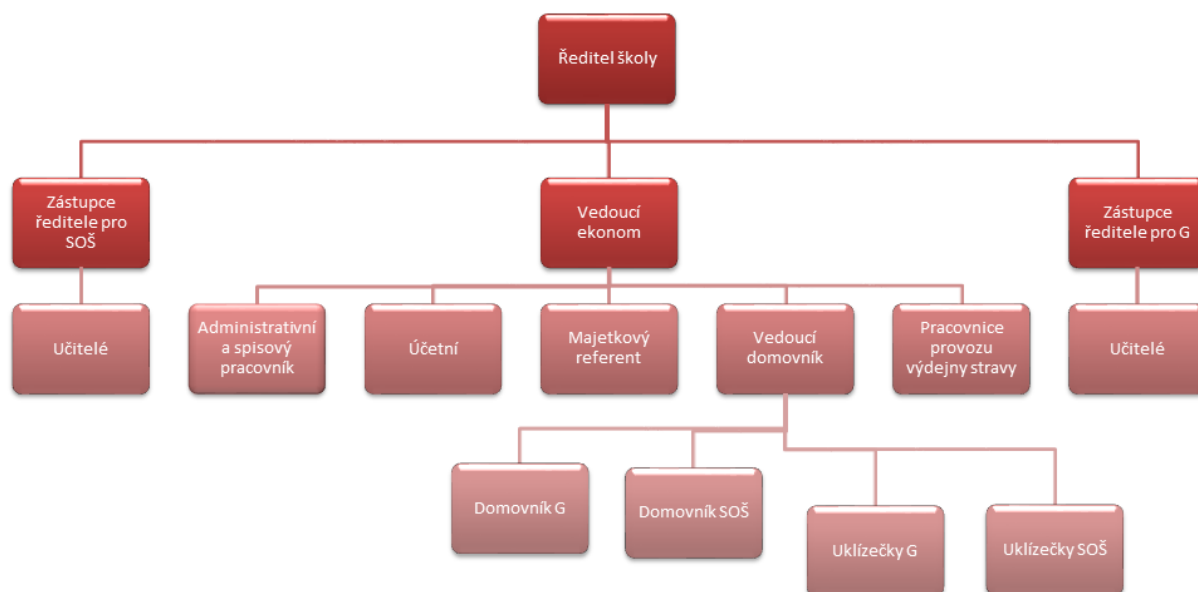 Ředitel školy
Zástupce
ředitele pro
SOŠ
Vedoucí
ekonom
Zástupce
ředitele pro G
Učitelé
Administrativní
a spisový
pracovník
Účetní
Majetkový
referent
Vedoucí
domovník
Pracovnice
provozu
výdejny stravy
Učitelé
Domovník G
Domovník SOŠ
Uklízečky G
Uklízečky SOŠ